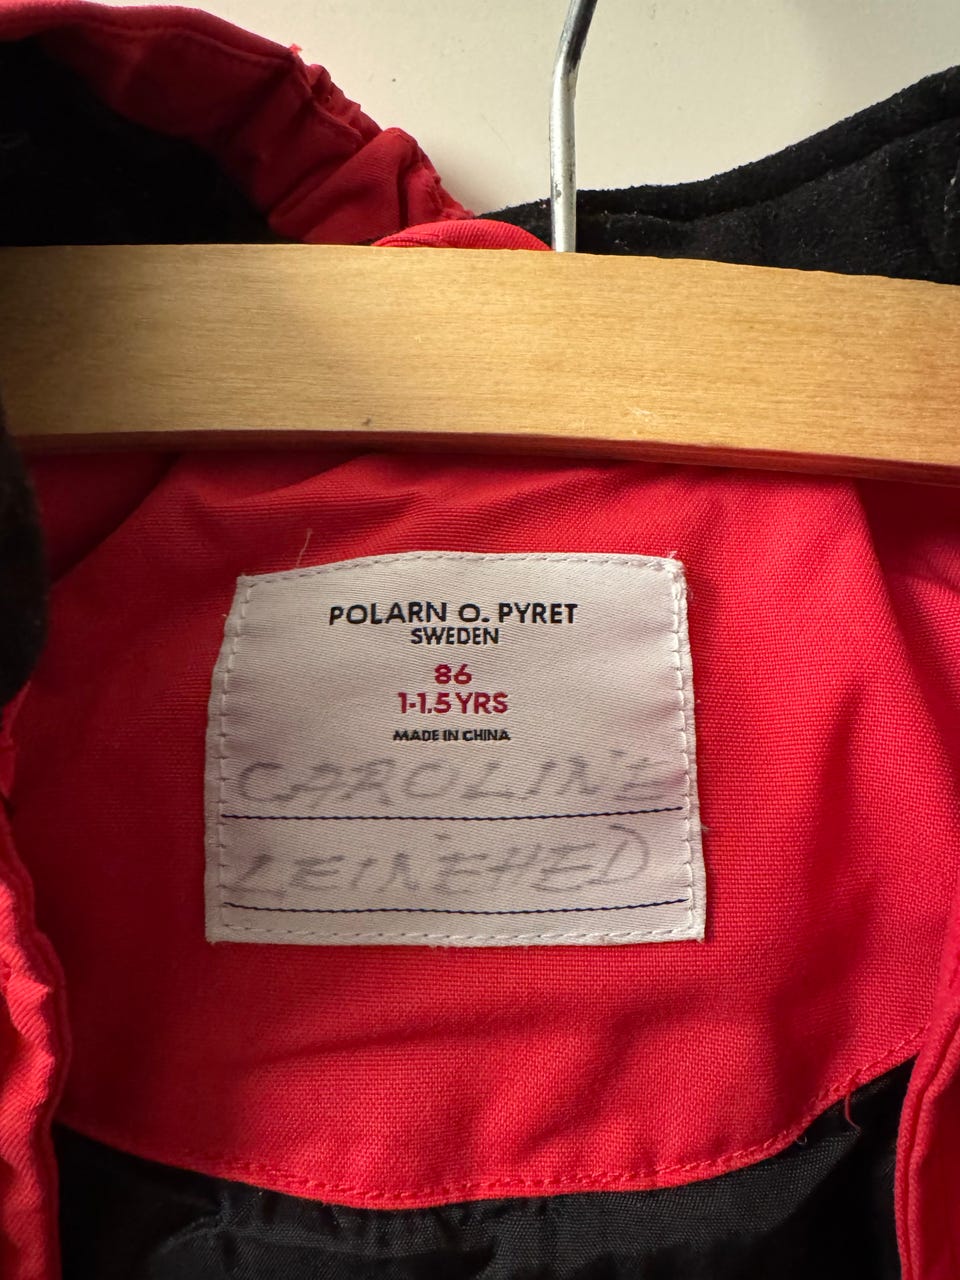 POLARN O. PYRET
SWEDEN
86
1-1.5 YRS
MADE IN CHINA
CAROLINE
LEINEHED